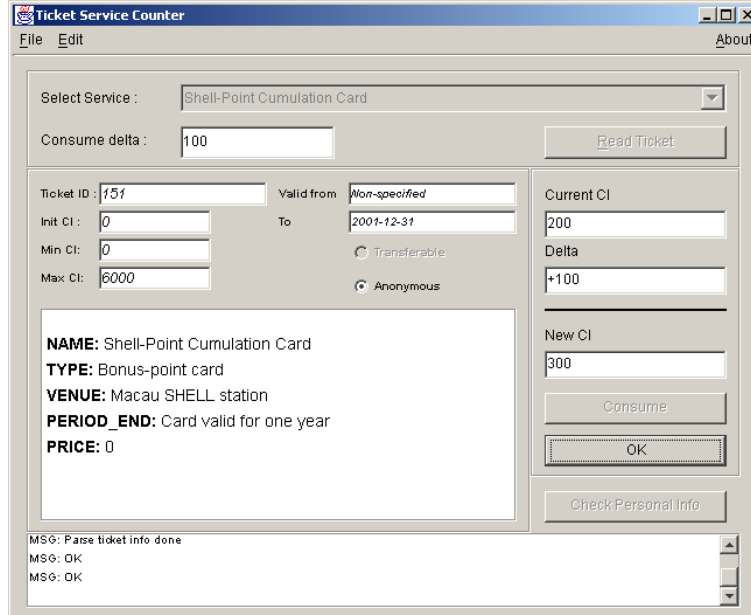 Ticket Service Counter
File Edit About
Select Service : Shell-Point Cumulation Card
Consume delta : 100 Read Ticket
Ticket ID : 151 Valid from Non-specified
Init CI : 0 To 2001-12-31
Min CI: 0 Transferable
Max CI: 6000 Anonymous
NAME: Shell-Point Cumulation Card
TYPE: Bonus-point card
VENUE: Macau SHELL station
PERIOD_END: Card valid for one year
PRICE: 0
Current CI
200
Delta
+100
New CI
300
Consume
OK
Check Personal Info
MSG: Parse ticket info done
MSG: OK
MSG: OK